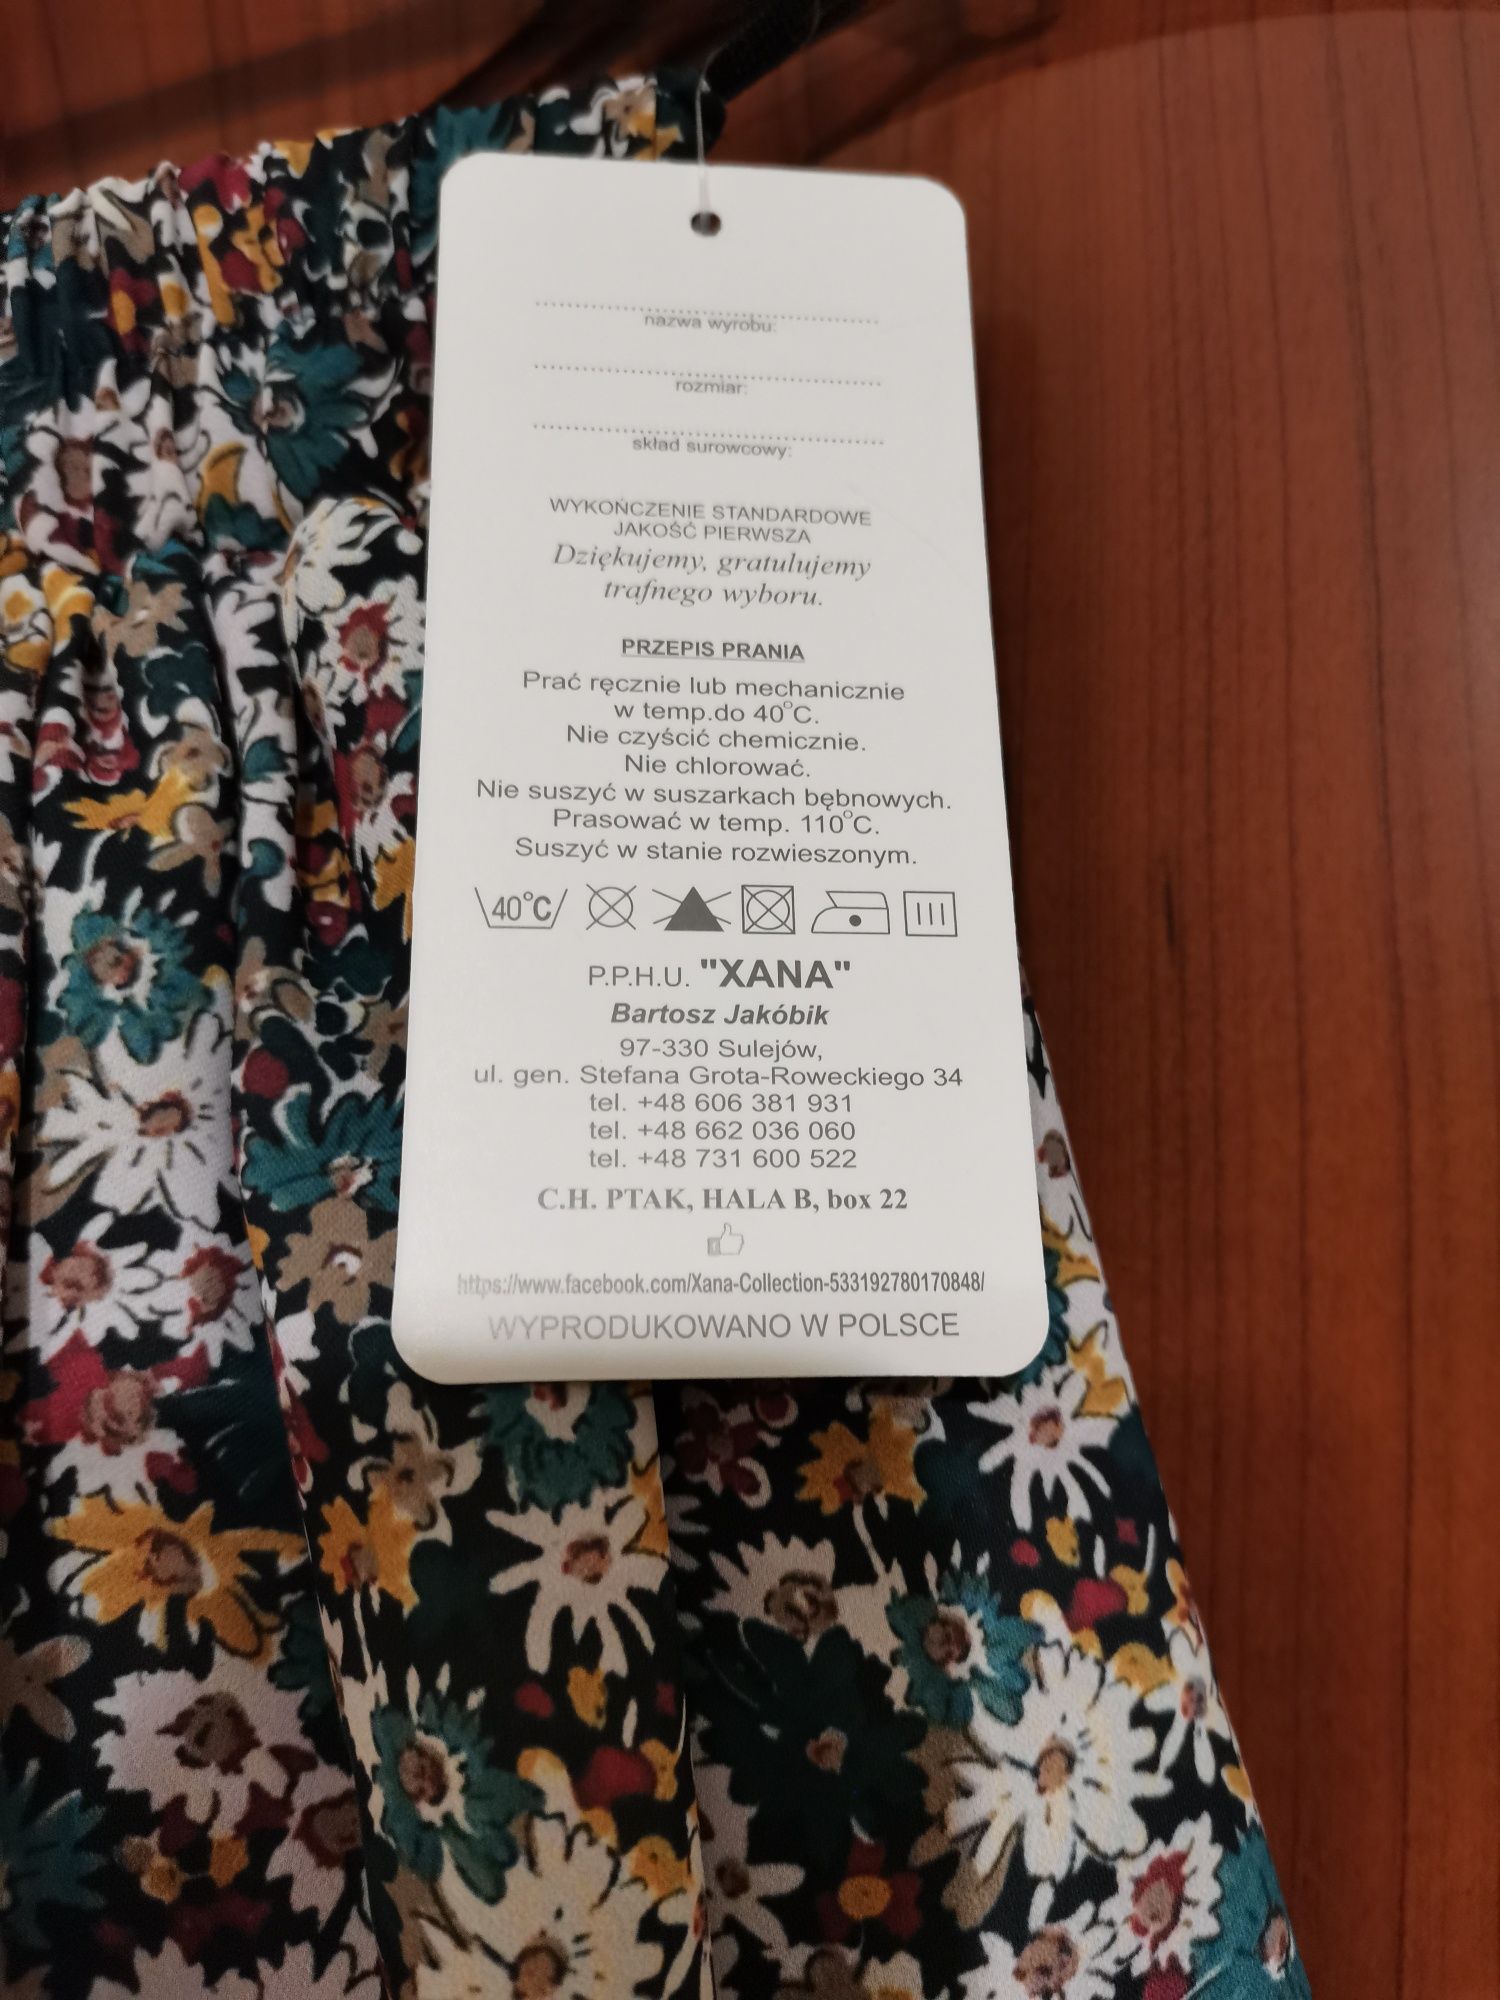 nazwa wyrobu:
rozmiar:
skład surowcowy:
WYKOŃCZENIE STANDARDOWE
JAKOŚĆ PIERWSZA
Dziękujemy, gratulujemy
trafnego wyboru.
PRZEPIS PRANIA
Prać ręcznie lub mechanicznie
w temp.do 40°C.
Nie czyścić chemicznie.
Nie chlorować.
Nie suszyć w suszarkach bębnowych.
Prasować w temp. 110°C.
Suszyć w stanie rozwieszonym.
40°C
P.P.H.U. "XANA"
Bartosz Jakóbik
97-330 Sulejów,
ul. gen. Stefana Grota-Roweckiego 34
tel. +48 606 381 931
tel. +48 662 036 060
tel. +48 731 600 522
C.H. PTAK, HALA B, box 22
https://www.facebook.com/Xana-Collection-533192780170848/
WYPRODUKOWANO W POLSCE